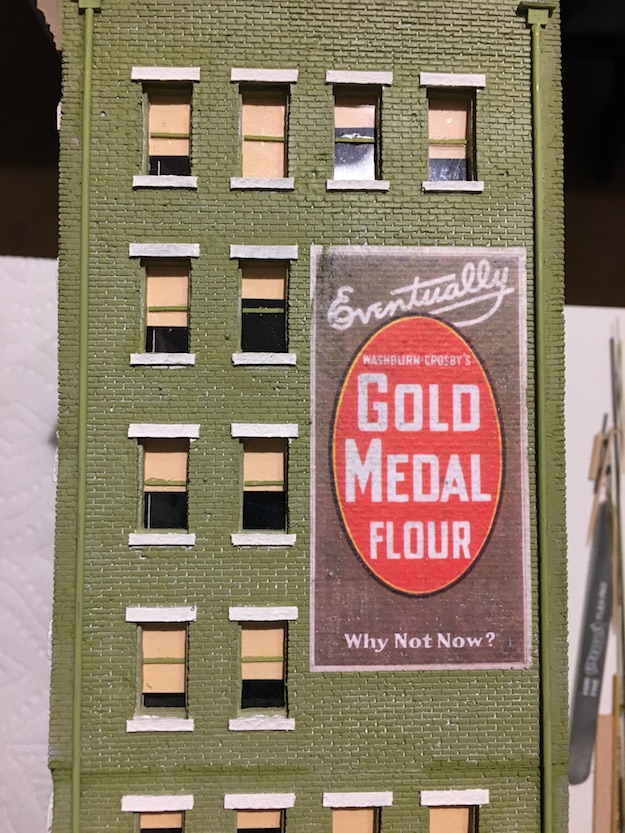 Eventually
WASHBURN-CROSBY'S
GOLD
MEDAL
FLOUR
Why Not Now?